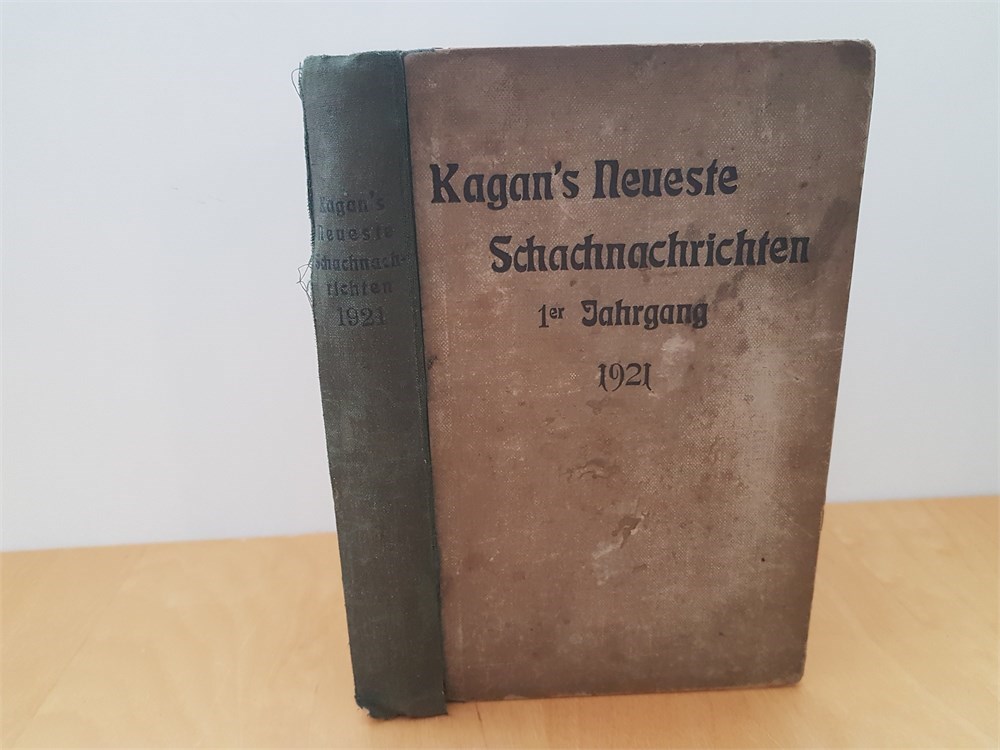 Kagan's
Neueste
Schachnach-
richten
1921
Kagan's Neueste
Schachnachrichten
1er Jahrgang
1921